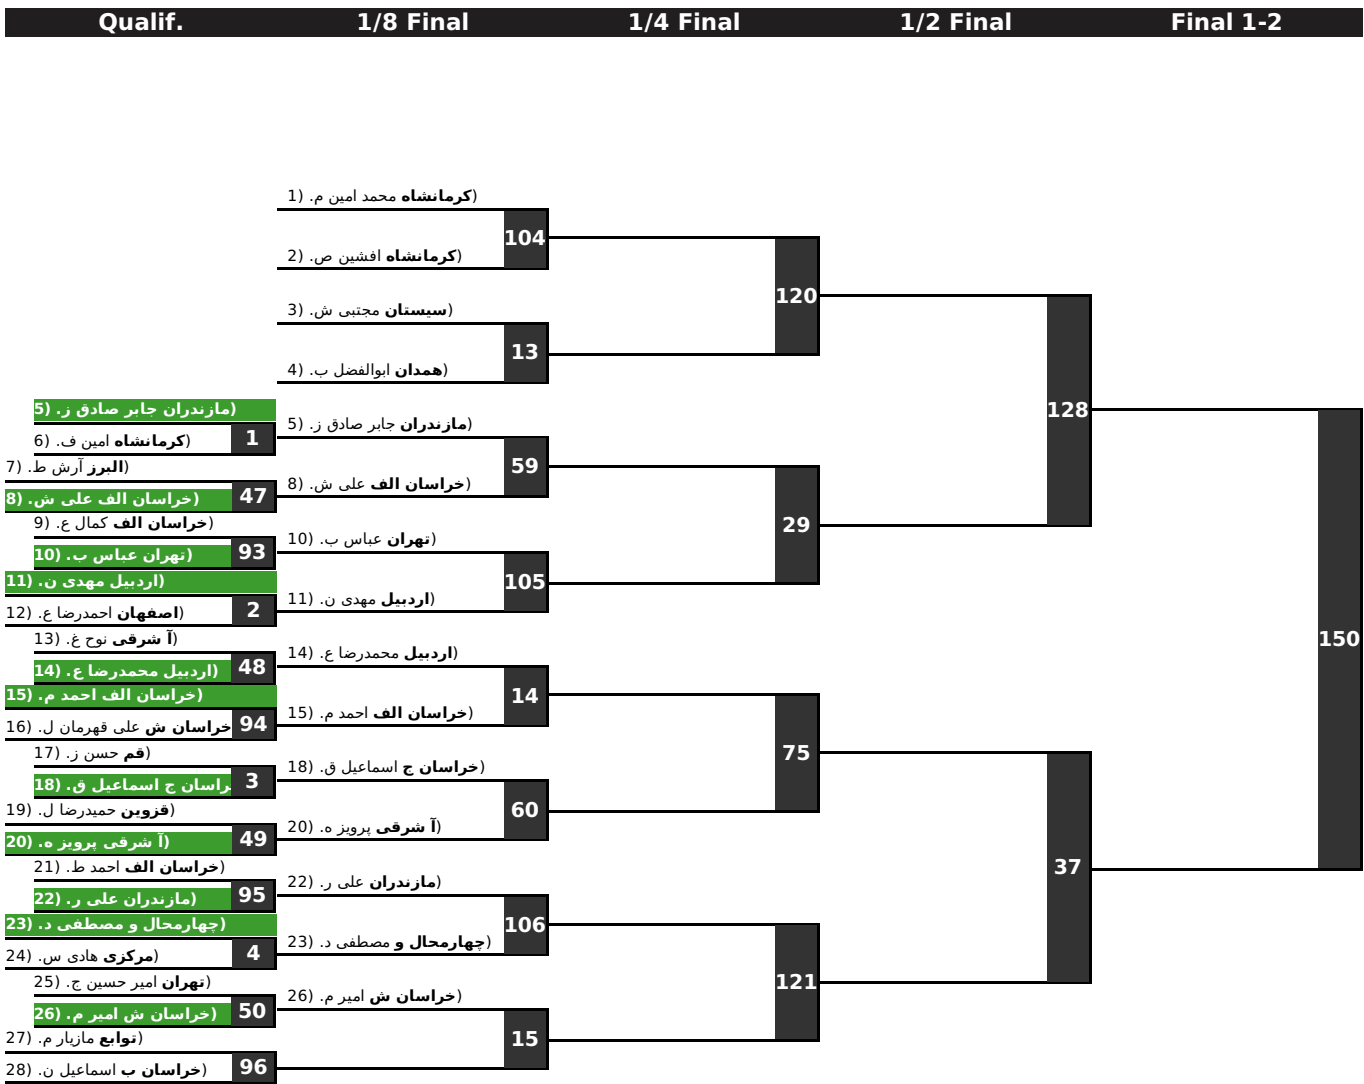 Qualif. 1/8 Final 1/4 Final 1/2 Final Final 1-2
1) کرمانشاه محمد امین م. ()
104
2) کرمانشاه افشین ص. ()
120
3) سیستان مجتبی ش. ()
13
4) همدان ابوالفضل ب. ()
128
5) مازندران جابر صادق ز. ()
1
6) کرمانشاه امین ف. ()
7) البرز آرش ط. ()
47
8) خراسان الف علی ش. ()
9) خراسان الف کمال ع. ()
93
10) تهران عباس ب. ()
11) اردبیل مهدی ن. ()
2
12) اصفهان احمدرضا ع. ()
13) آ شرقی نوح غ. ()
48
14) اردبیل محمدرضا ع. ()
15) خراسان الف احمد م. ()
94
16) خراسان ش علی قهرمان ل.
17) قم حسن ز. ()
3
18) خراسان ج اسماعیل ق.
19) قزوین حمیدرضا ل. ()
49
20) آ شرقی پرویز ه. ()
21) خراسان الف احمد ط. ()
95
22) مازندران علی ر. ()
23) چهارمحال و مصطفی د. ()
4
24) مرکزی هادی س. ()
25) تهران امیر حسین ج. ()
50
26) خراسان ش امیر م. ()
27) توابع مازیار م. ()
96
28) خراسان ب اسماعیل ن. ()
5) مازندران جابر صادق ز. ()
59
8) خراسان الف علی ش. ()
29
10) تهران عباس ب. ()
105
11) اردبیل مهدی ن. ()
150
14) اردبیل محمدرضا ع. ()
14
15) خراسان الف احمد م. ()
75
18) خراسان ج اسماعیل ق. ()
60
20) آ شرقی پرویز ه. ()
37
22) مازندران علی ر. ()
106
23) چهارمحال و مصطفی د. ()
121
26) خراسان ش امیر م. ()
15